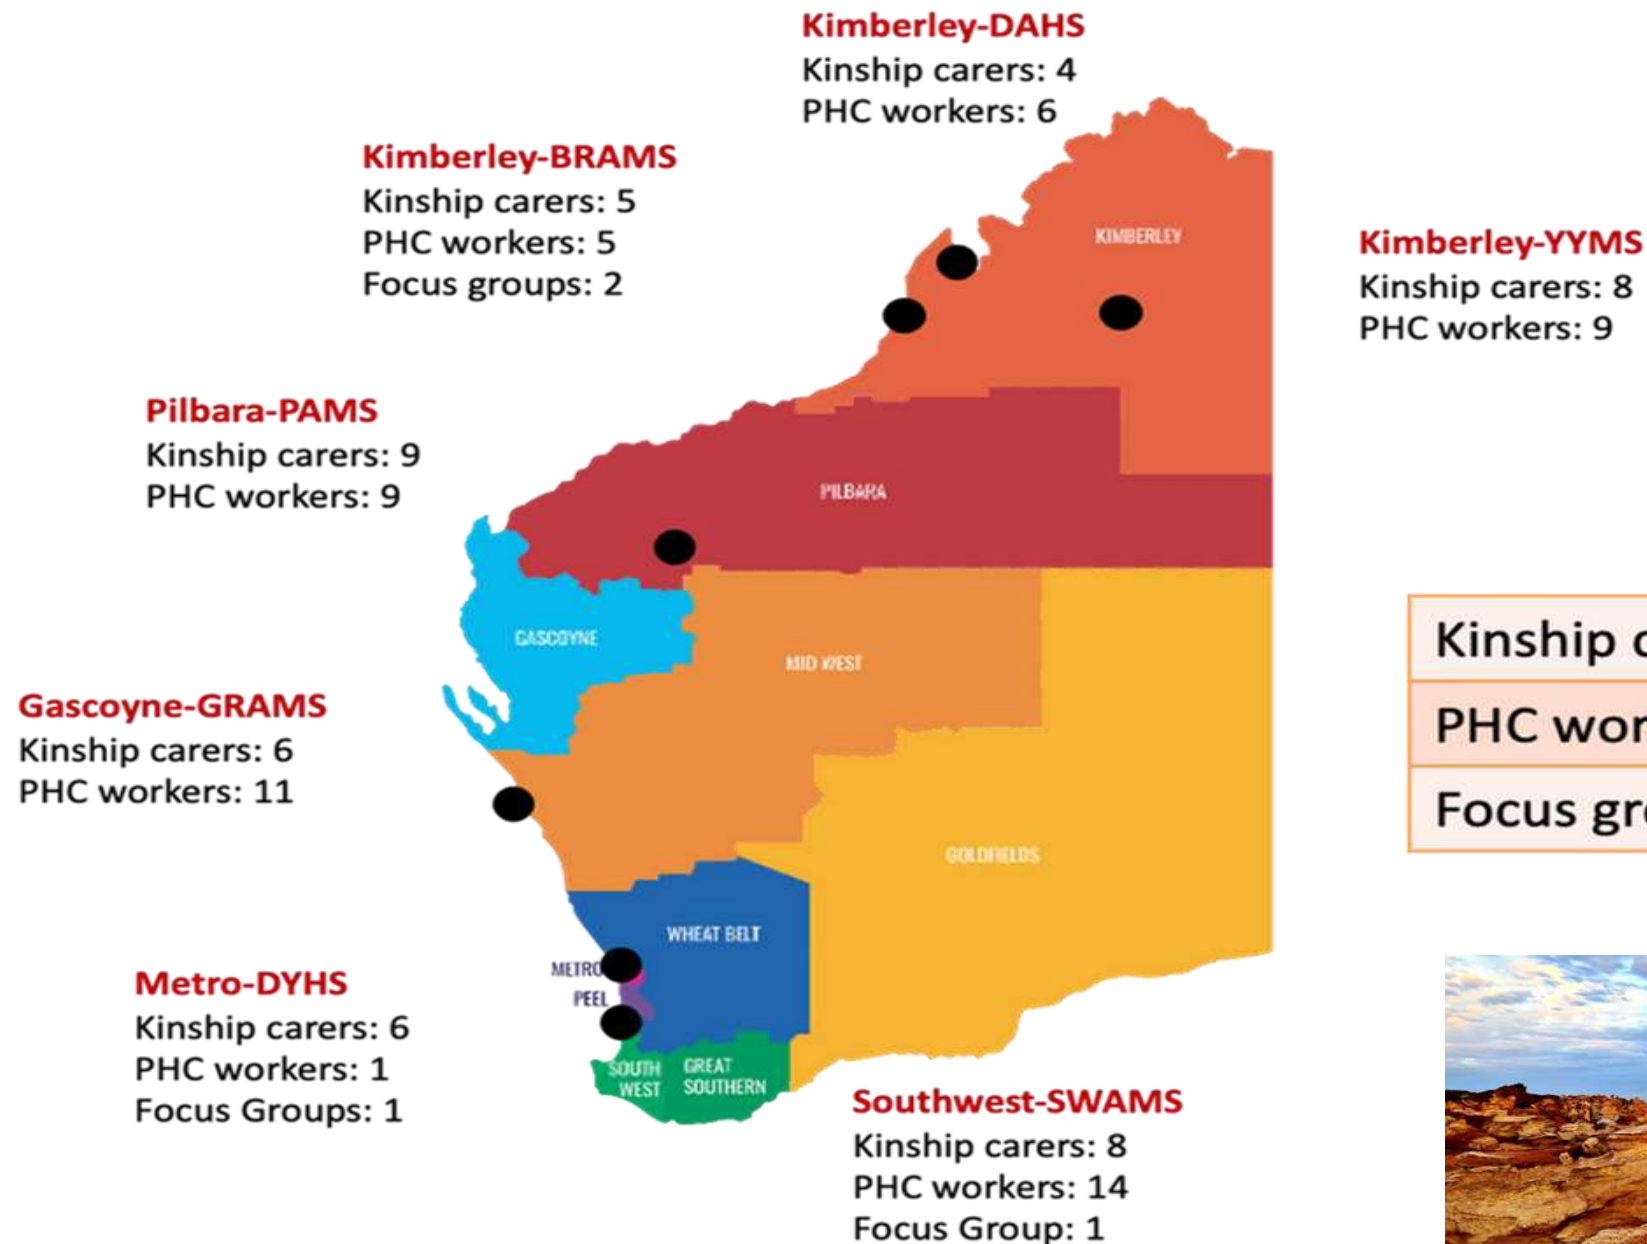 Kimberley-DAHS
Kinship carers: 4
PHC workers: 6
Kimberley-BRAMS
Kinship carers: 5
PHC workers: 5
Focus groups: 2
KIMBERLEY
Kimberley-YYMS
Kinship carers: 8
PHC workers: 9
Pilbara-PAMS
Kinship carers: 9
PHC workers: 9
PILBARA
GASCOYNE
MID WEST
Gascoyne-GRAMS
Kinship carers: 6
PHC workers: 11
Kinship
PHC
Focus
GOLDFIELDS
WHEAT BELT
METRO
PEEL
Metro-DYHS
Kinship carers: 6
PHC workers: 1
Focus Groups: 1
SOUTH
WEST
GREAT
SOUTHERN
Southwest-SWAMS
Kinship carers: 8
PHC workers: 14
Focus Group: 1